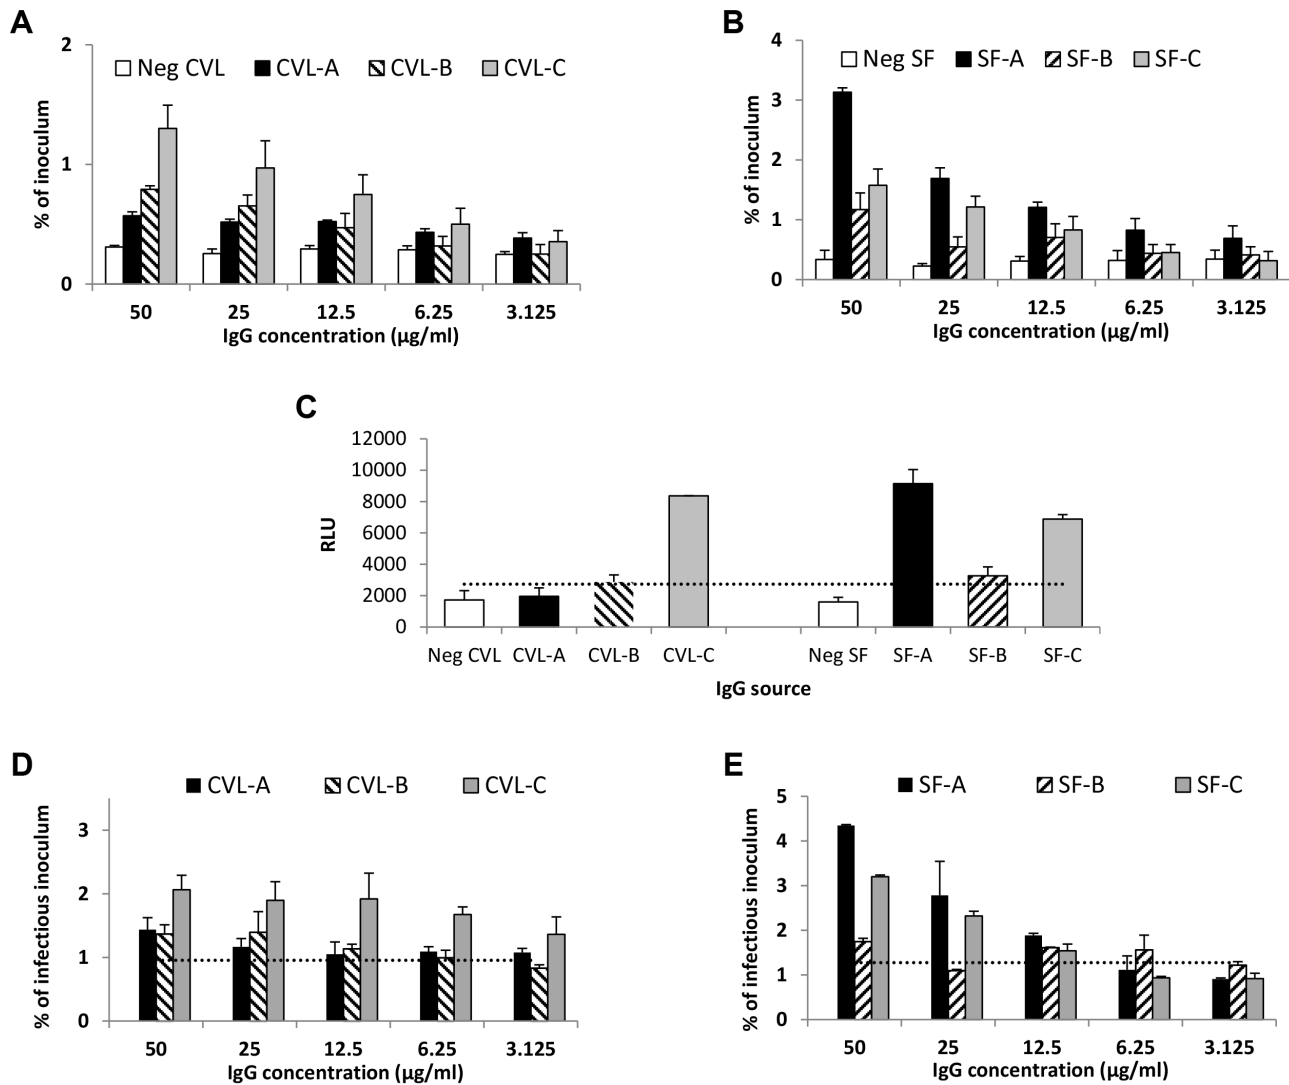 A
2
Neg CVL CVL-A CVL-B CVL-C
% of inoculum
1
0
50 25 12.5 6.25 3.125
IgG concentration (µg/ml)
B
4
Neg SF SF-A SF-B SF-C
3
% of inoculum
2
1
0
50 25 12.5 6.25 3.125
IgG concentration (µg/ml)
C
12000
10000
8000
RLU
6000
4000
2000
0
Neg CVL CVL-A CVL-B CVL-C Neg SF SF-A SF-B SF-C
IgG source
D
CVL-A CVL-B CVL-C
% of infectious inoculum
3
2
1
0
50 25 12.5 6.25 3.125
IgG concentration (µg/ml)
E
SF-A SF-B SF-C
5
% of infectious inoculum
4
3
2
1
0
50 25 12.5 6.25 3.125
IgG concentration (µg/ml)